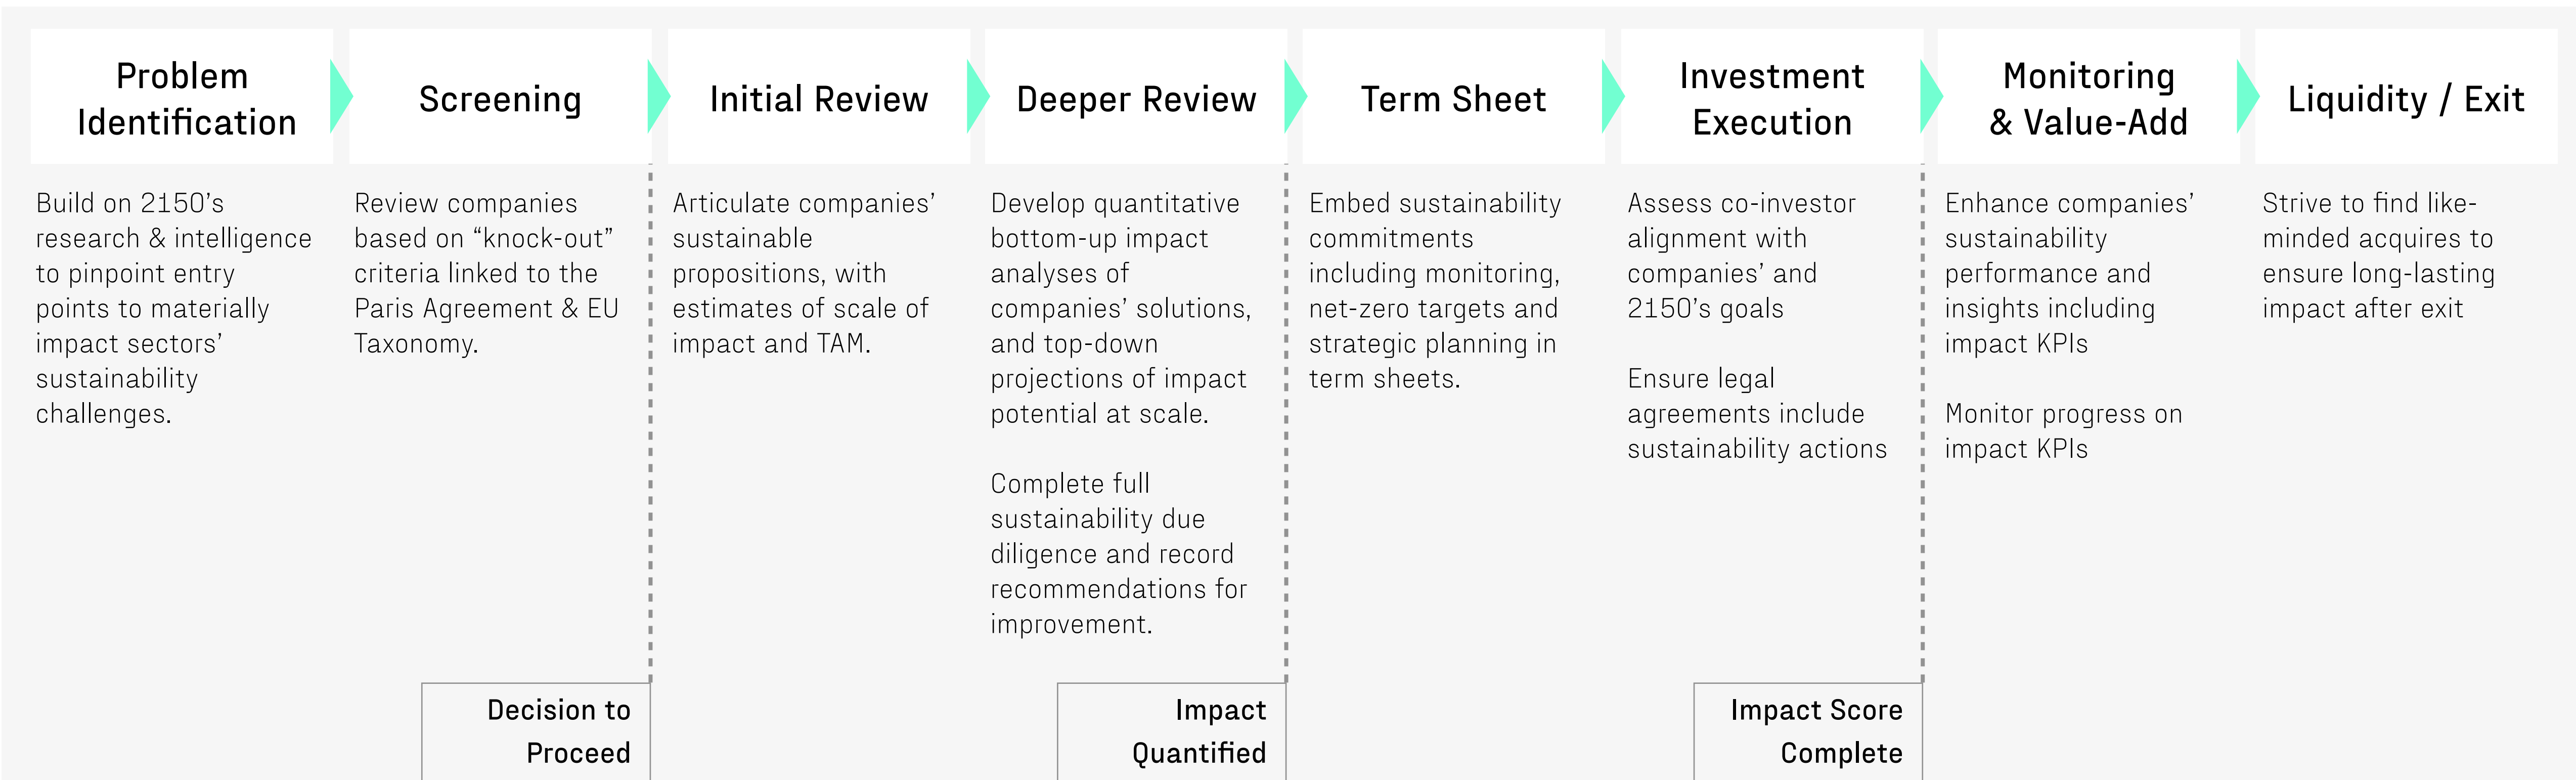 Problem
Identification
Screening
Initial Review
Deeper Review
Term Sheet
Investment
Execution
Monitoring
& Value-Add
Liquidity / Exit
Build on 2150's
research & intelligence
to pinpoint entry
points to materially
impact sectors'
sustainability
challenges.
Review companies
based on “knock-out”
criteria linked to the
Paris Agreement & EU
Taxonomy.
Articulate companies'
sustainable
propositions, with
estimates of scale of
impact and TAM.
Develop quantitative
bottom-up impact
analyses of
companies' solutions,
and top-down
projections of impact
potential at scale.
Complete full
sustainability due
diligence and record
recommendations for
improvement.
Embed sustainability
commitments
including monitoring,
net-zero targets and
strategic planning in
term sheets.
Assess co-investor
alignment with
companies' and
2150's goals
Ensure legal
agreements include
sustainability actions
Enhance companies'
sustainability
performance and
insights including
impact KPIs
Monitor progress on
impact KPIs
Strive to find like-
minded acquires to
ensure long-lasting
impact after exit
Decision to
Proceed
Impact
Quantified
Impact Score
Complete